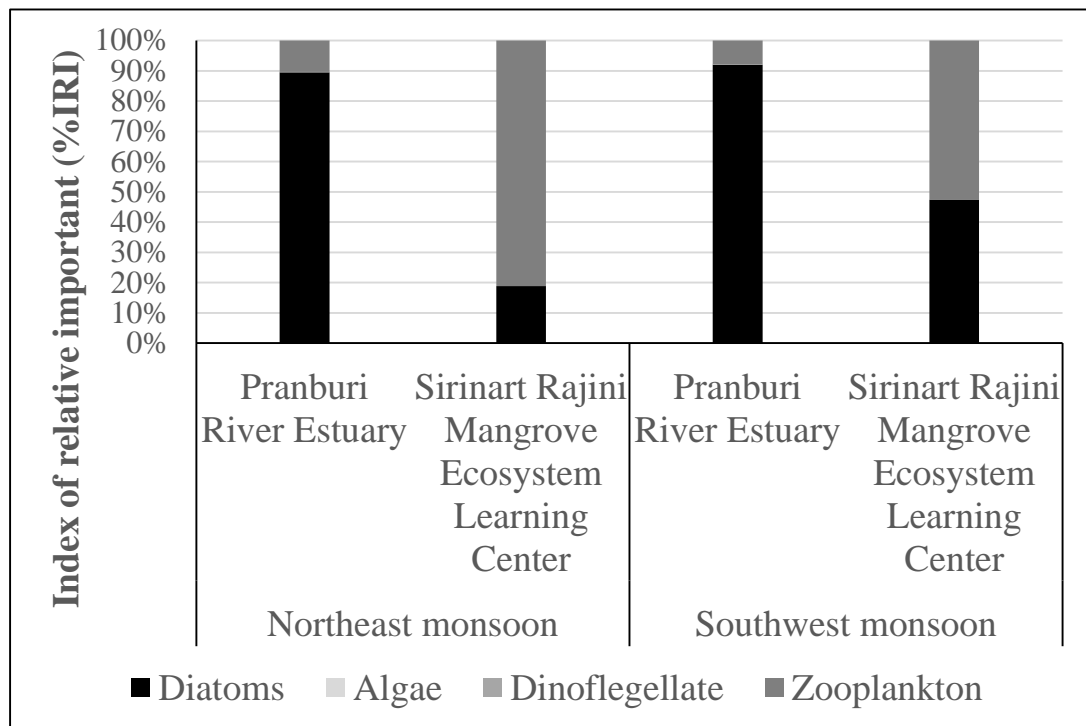 Index of relative important (%IRI)
100%
90%
80%
70%
60%
50%
40%
30%
20%
10%
0%
Pranburi
River Estuary
Sirinart Rajini
Mangrove
Ecosystem
Learning
Center
Pranburi
River Estuary
Sirinart Rajini
Mangrove
Ecosystem
Learning
Center
Northeast monsoon
Southwest monsoon
Diatoms
Algae
Dinoflegellate
Zooplankton